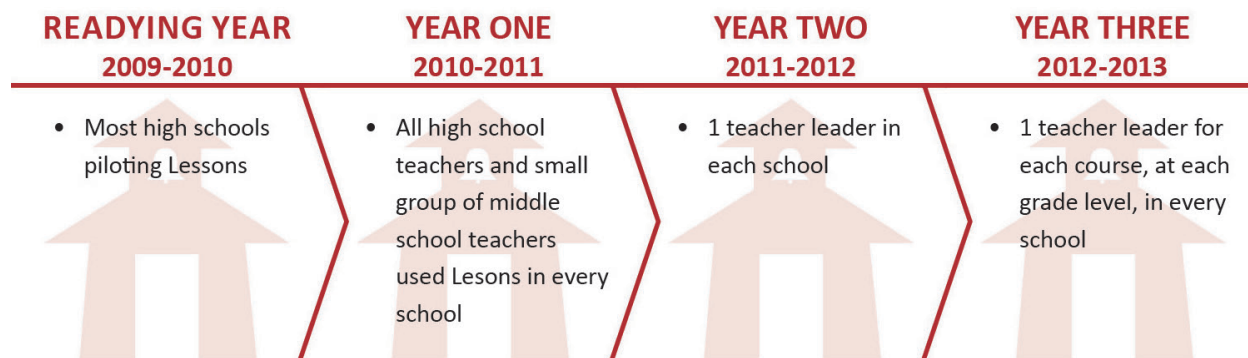 READYING YEAR
2009-2010
• Most high schools
piloting Lessons
YEAR ONE
2010-2011
• All high school
teachers and small
group of middle
school teachers
used Lesons in every
school
YEAR TWO
2011-2012
• 1 teacher leader in
each school
YEAR THREE
2012-2013
• 1 teacher leader for
each course, at each
grade level, in every
school